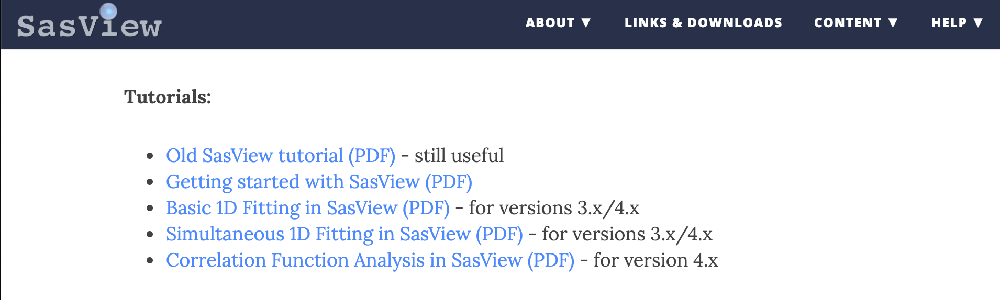 SasView
ABOUT ▼ LINKS & DOWNLOADS CONTENT ▼ HELP ▼
Tutorials:
• Old SasView tutorial (PDF) - still useful
• Getting started with SasView (PDF)
• Basic 1D Fitting in SasView (PDF) - for versions 3.x/4.x
• Simultaneous 1D Fitting in SasView (PDF) - for versions 3.x/4.x
• Correlation Function Analysis in SasView (PDF) - for version 4.x